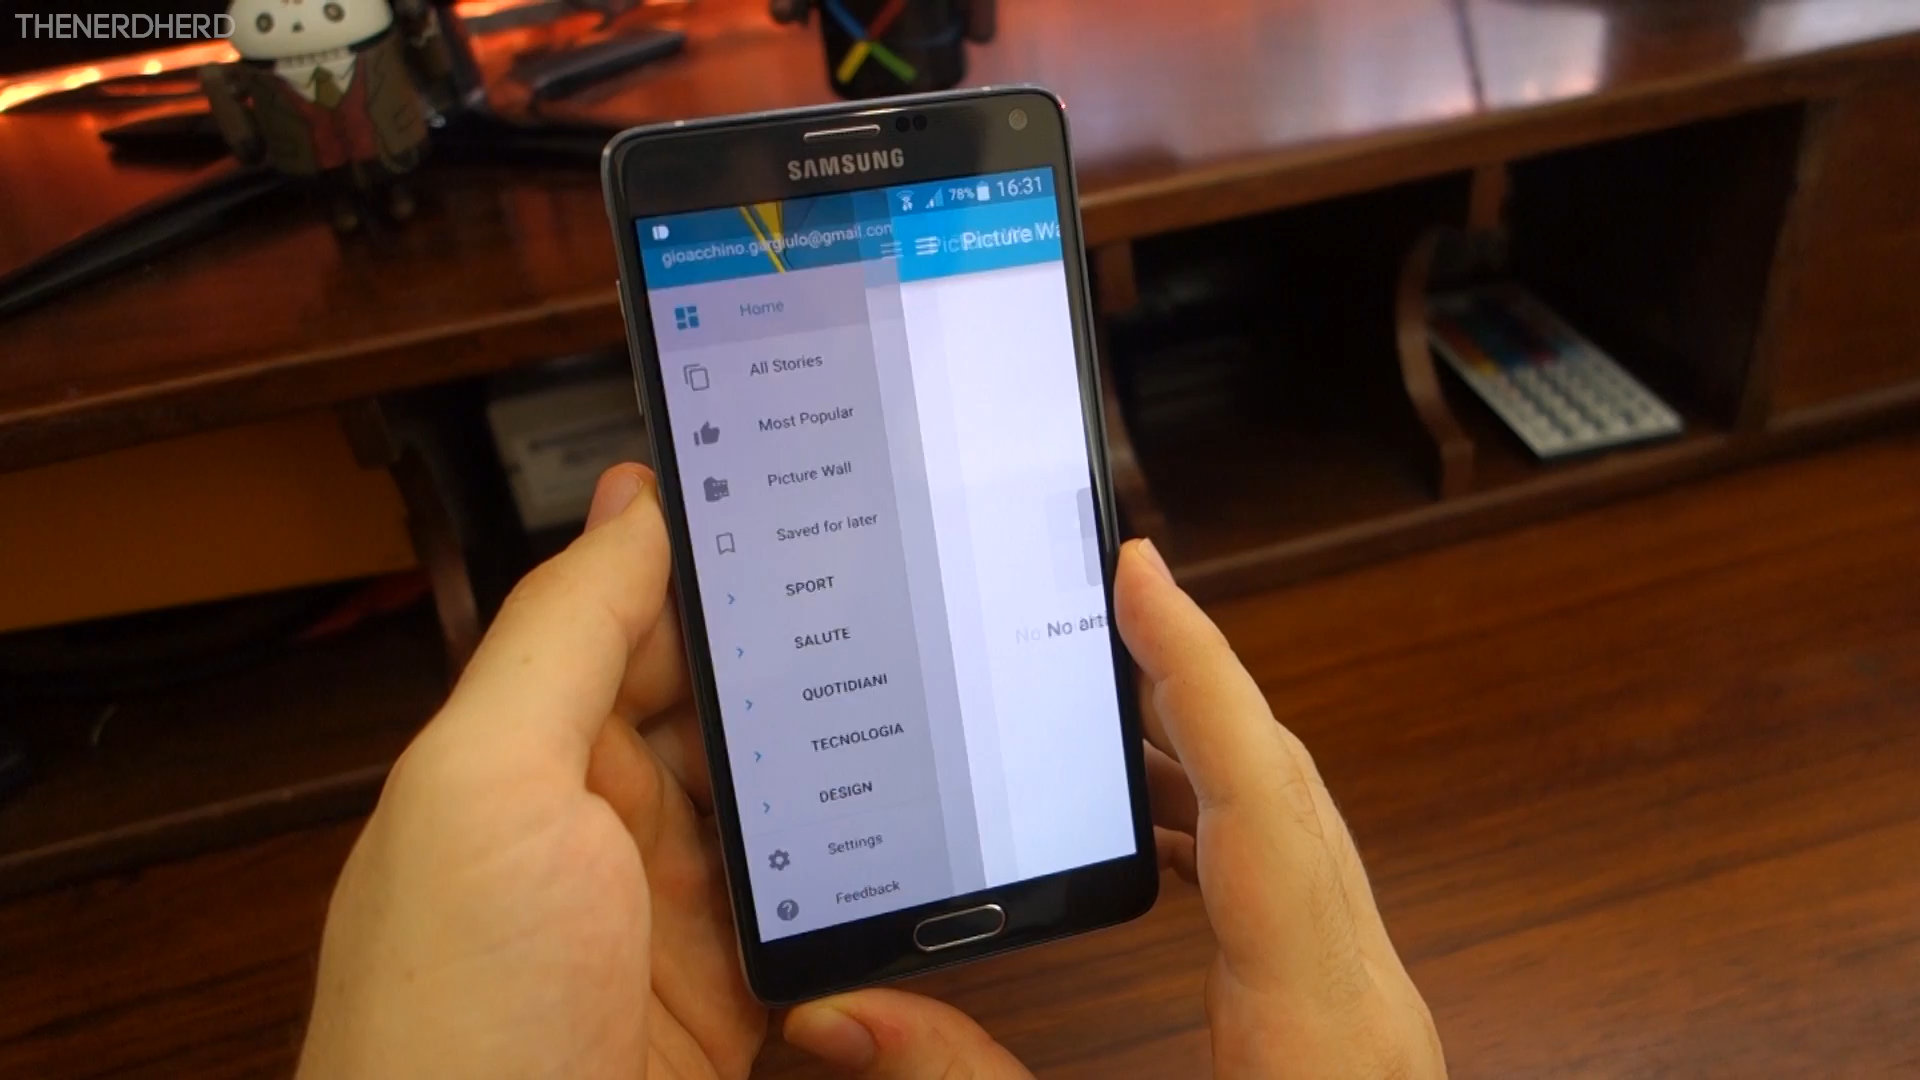 THENERDHERD
SAMSUNG
78% 16:31
gioacchino.gargiulo@gmail.com
Picture Wa
Home
All Stories
Most Popular
Picture Wall
Saved for later
No arti
SPORT
SALUTE
QUOTIDIANI
TECNOLOGIA
DESIGN
Settings
Feedback